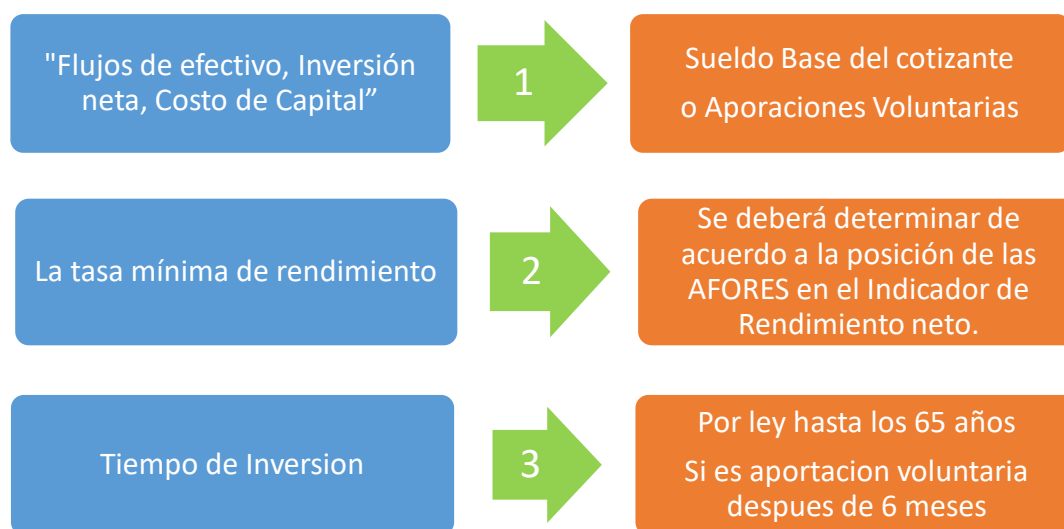 "Flujos de efectivo, Inversión
neta, Costo de Capital”
1
Sueldo Base del cotizante
o Aporaciones Voluntarias
La tasa mínima de rendimiento
2
Se deberá determinar de
acuerdo a la posición de las
AFORES en el Indicador de
Rendimiento neto.
Tiempo de Inversion
3
Por ley hasta los 65 años
Si es aportacion voluntaria
despues de 6 meses